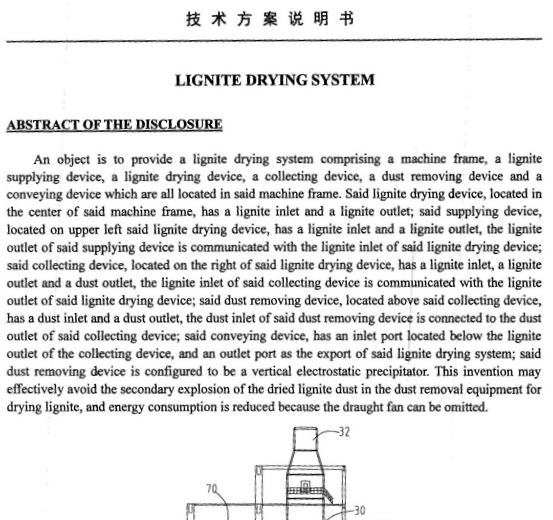 技术方案说明书
LIGNITE DRYING SYSTEM
ABSTRACT OF THE DISCLOSURE
An object is to provide a lignite drying system comprising a machine frame, a lignite
supplying device, a lignite drying device, a collecting device, a dust removing device and a
conveying device which are all located in said machine frame. Said lignite drying device, located in
the center of said machine frame, has a lignite inlet and a lignite outlet; said supplying device,
located on upper left said lignite drying device, has a lignite inlet and a lignite outlet, the lignite
outlet of said supplying device is communicated with the lignite inlet of said lignite drying device;
said collecting device, located on the right of said lignite drying device, has a lignite inlet, a lignite
outlet and a dust outlet, the lignite inlet of said collecting device is communicated with the lignite
outlet of said lignite drying device; said dust removing device, located above said collecting device,
has a dust inlet and a dust outlet, the dust inlet of said dust removing device is connected to the dust
outlet of said collecting device; said conveying device, has an inlet port located below the lignite
outlet of the collecting device, and an outlet port as the export of said lignite drying system; said
dust removing device is configured to be a vertical electrostatic precipitator. This invention may
effectively avoid the secondary explosion of the dried lignite dust in the dust removal equipment for
drying lignite, and energy consumption is reduced because the draught fan can be omitted.
32
70
30